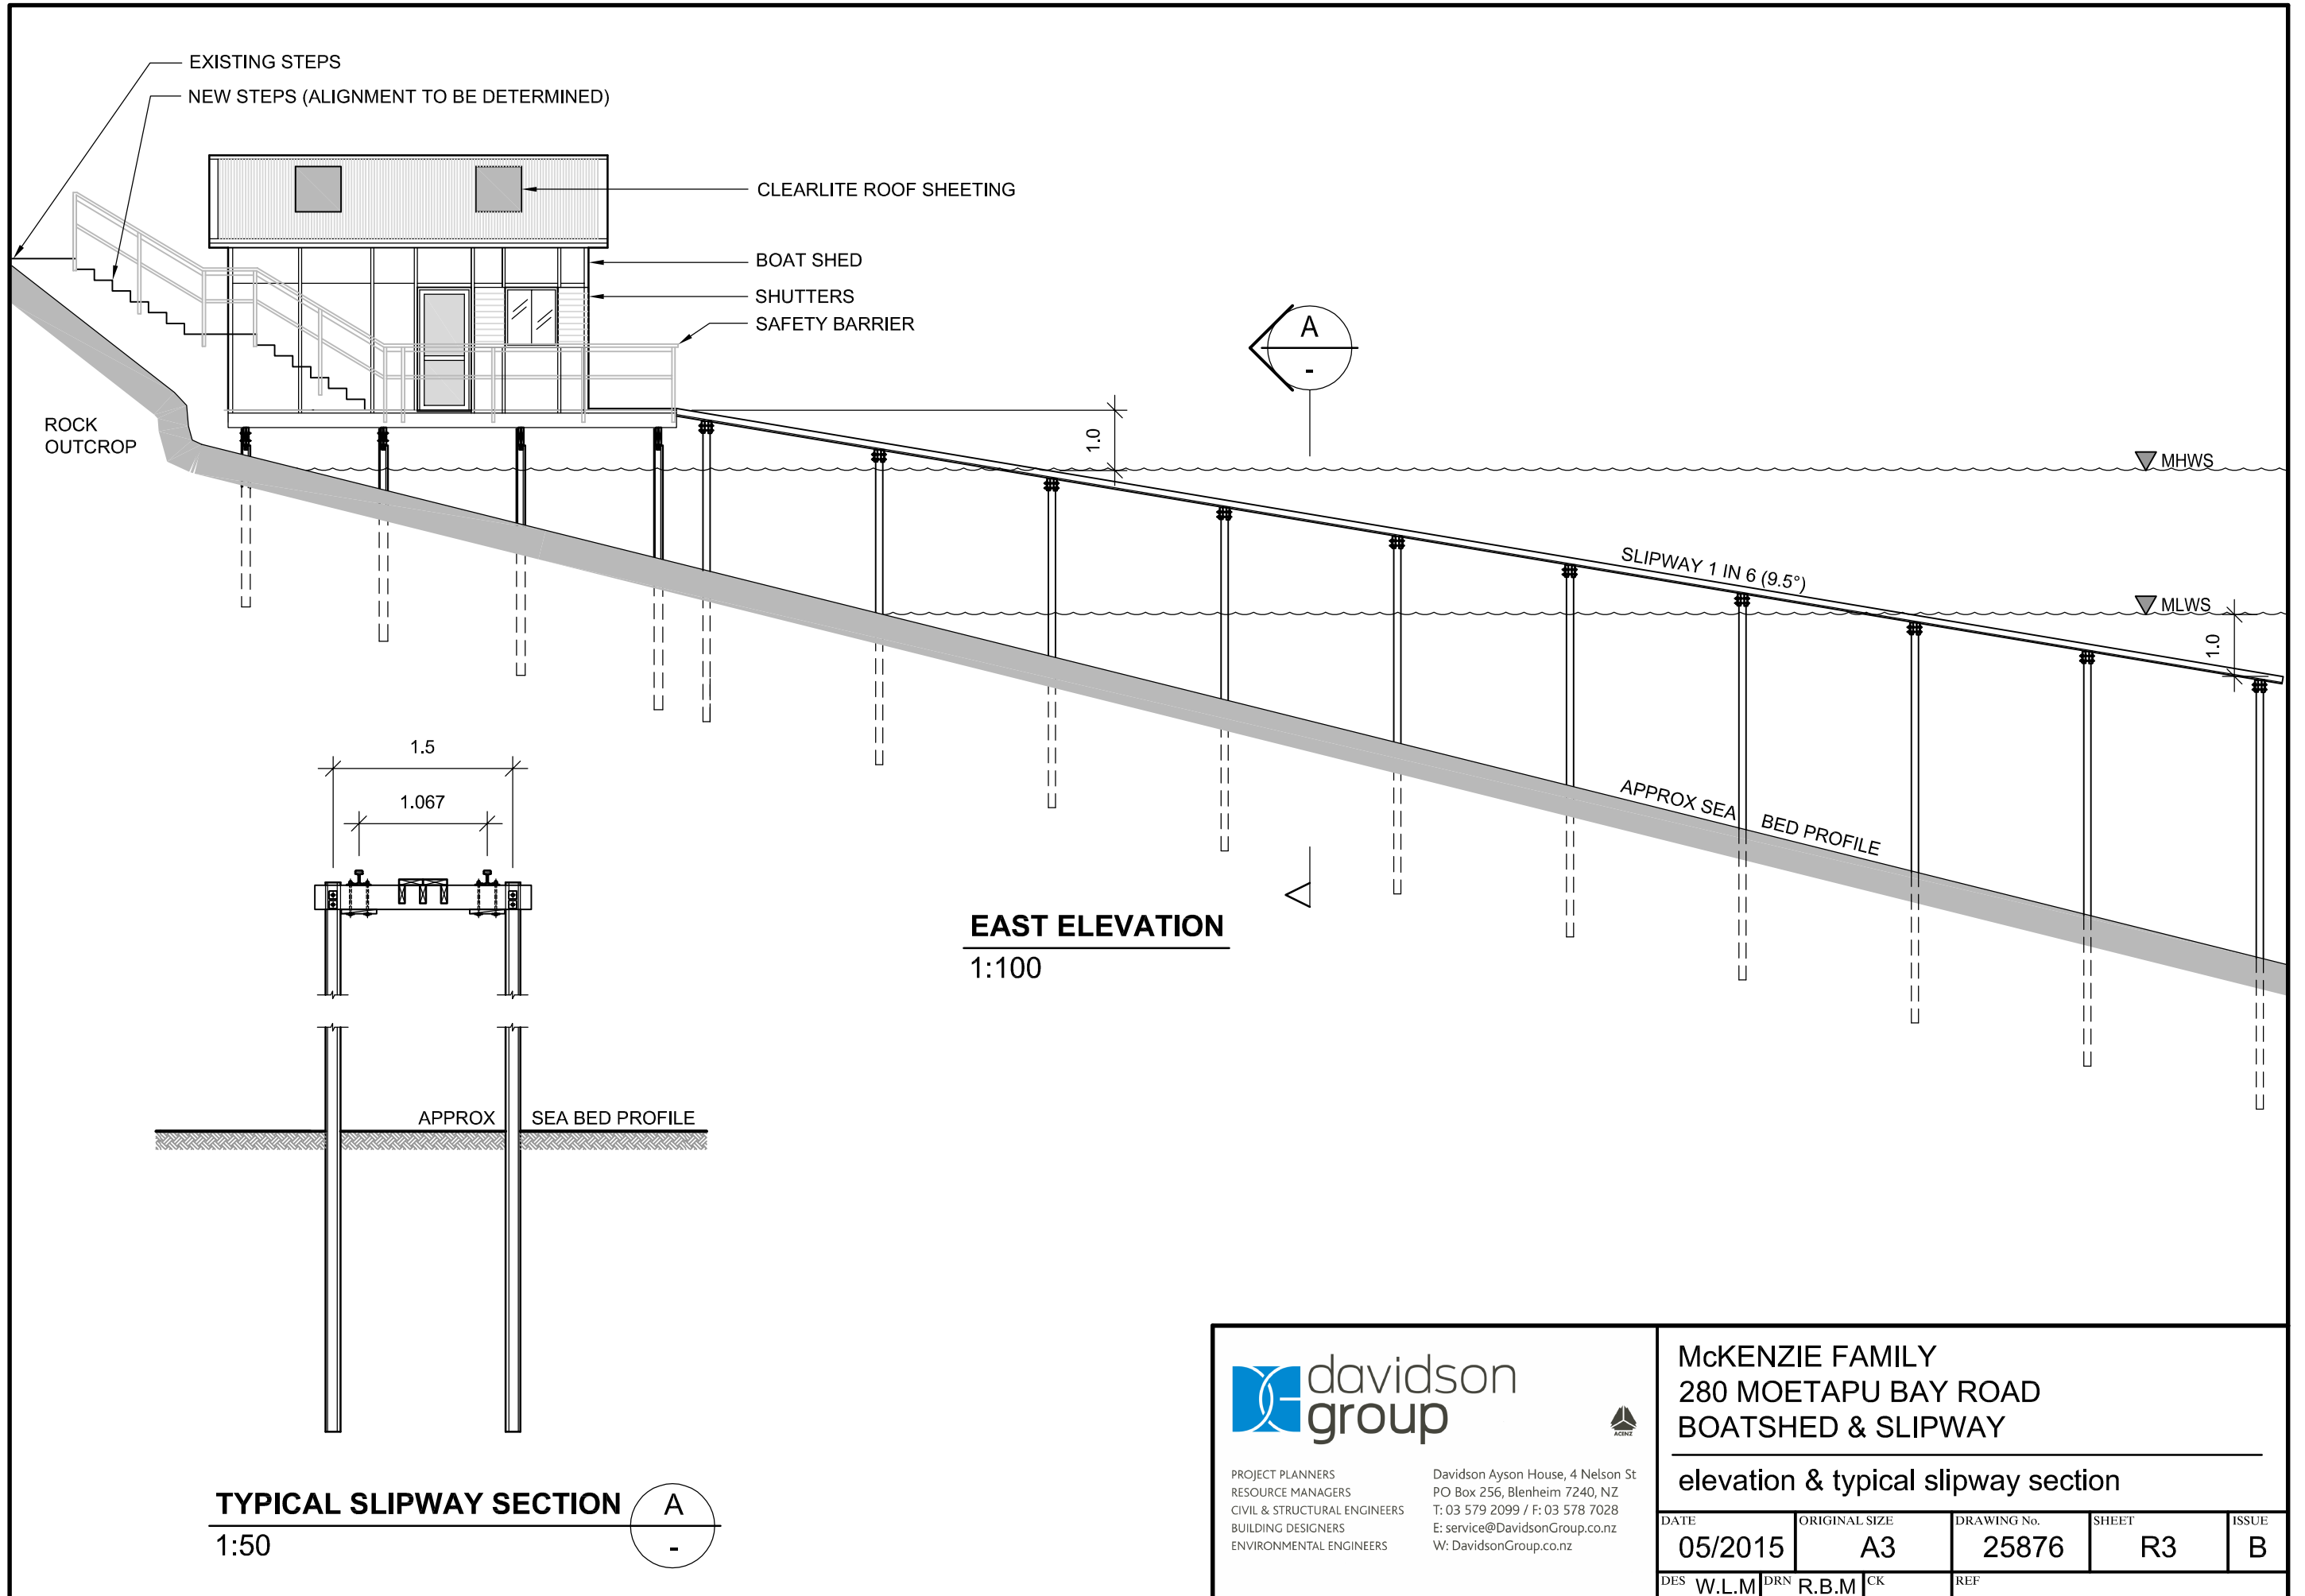 EXISTING STEPS
NEW STEPS (ALIGNMENT TO BE DETERMINED)
CLEARLITE ROOF SHEETING
BOAT SHED
SHUTTERS
SAFETY BARRIER
ROCK
OUTCROP
A
-
1.0
MHWS
SLIPWAY 1 IN 6 (9.5°)
MLWS
1.0
APPROX SEA BED PROFILE
EAST ELEVATION
1:100
1.5
1.067
APPROX SEA BED PROFILE
TYPICAL SLIPWAY SECTION
1:50
A
-
davidson
group
ACENZ
PROJECT PLANNERS
RESOURCE MANAGERS
CIVIL & STRUCTURAL ENGINEERS
BUILDING DESIGNERS
ENVIRONMENTAL ENGINEERS
Davidson Ayson House, 4 Nelson St
PO Box 256, Blenheim 7240, NZ
T: 03 579 2099 / F: 03 578 7028
E: service@DavidsonGroup.co.nz
W: DavidsonGroup.co.nz
McKENZIE FAMILY
280 MOETAPU BAY ROAD
BOATSHED & SLIPWAY
elevation & typical slipway section
DATE
05/2015
ORIGINAL SIZE
A3
DRAWING No.
25876
SHEET
R3
ISSUE
B
DES W.L.M
DRN R.B.M
CK
REF